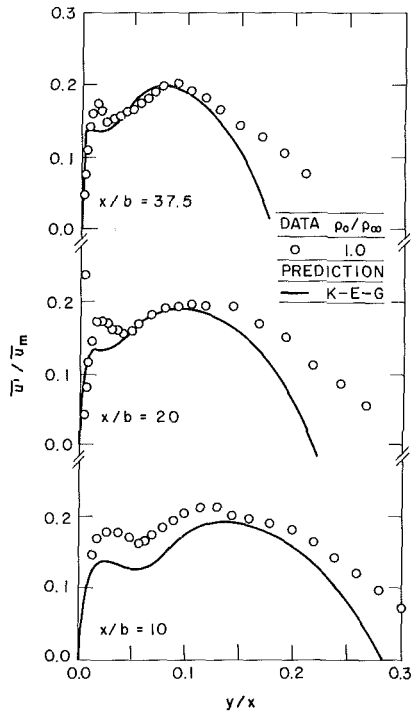 0.3
0.2
0.1
0.0
x/b = 37.5
DATA ρ₀/ρ∞
○ 1.0
PREDICTION
— K-E-G
0.2
0.1
0.0
x/b = 20
ū'/ūₘ
0.2
0.1
0.0
x/b = 10
0.0 0.1 0.2 0.3
y/x